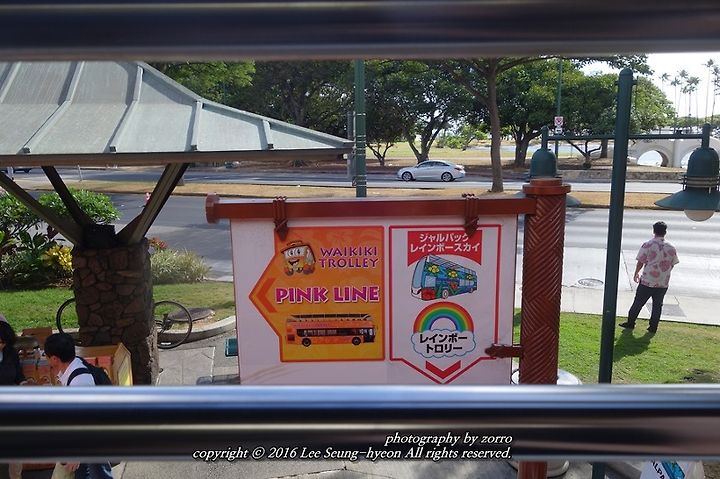 WAIKIKI
TROLLEY
PINK LINE
ジャルパック
レインボースカイ
レインボー
トロリー
photography by zorro
copyright © 2016 Lee Seung-hyeon All rights reserved.